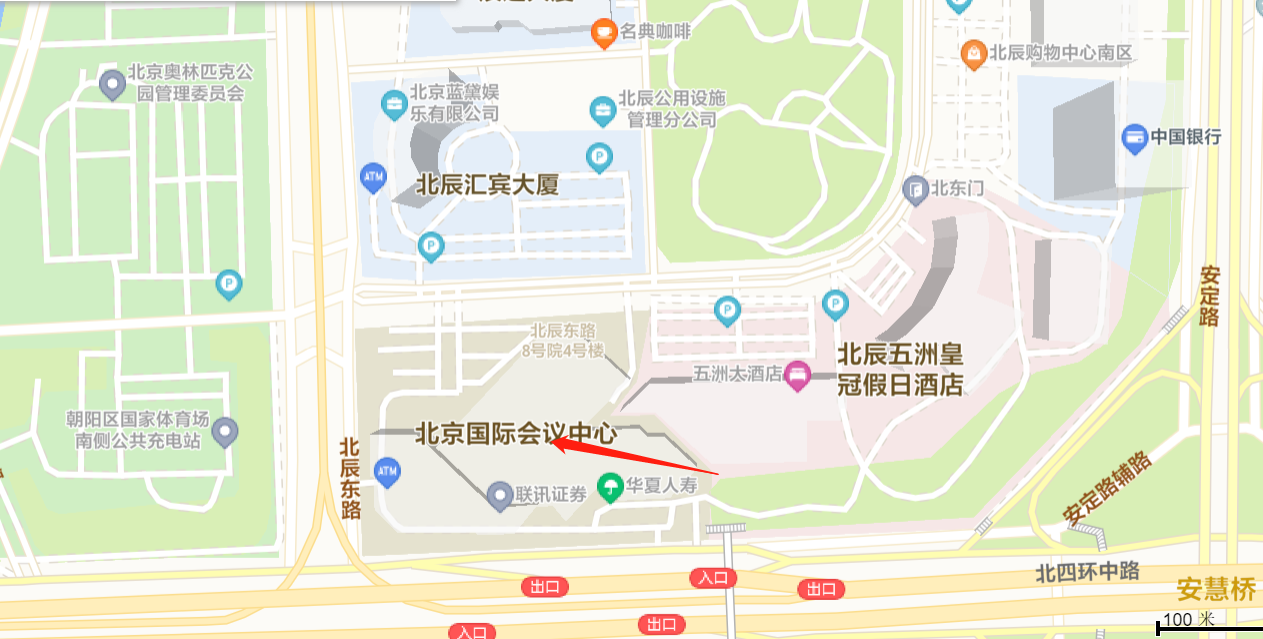 名典咖啡
北辰购物中心南区
北京奥林匹克公
园管理委员会
北京蓝黛娱
乐有限公司
北辰公用设施
管理分公司
P
中国银行
ATM
北辰汇宾大厦
北东门
P
P
安定路
P
P
北辰东路
8号院4号楼
北辰五洲皇
冠假日酒店
五洲大酒店
朝阳区国家体育场
南侧公共充电站
北京国际会议中心
北辰东路
ATM
联讯证券
华夏人寿
安定路辅路
北四环中路
出口
入口
出口
安慧桥
100 米
出口
入口